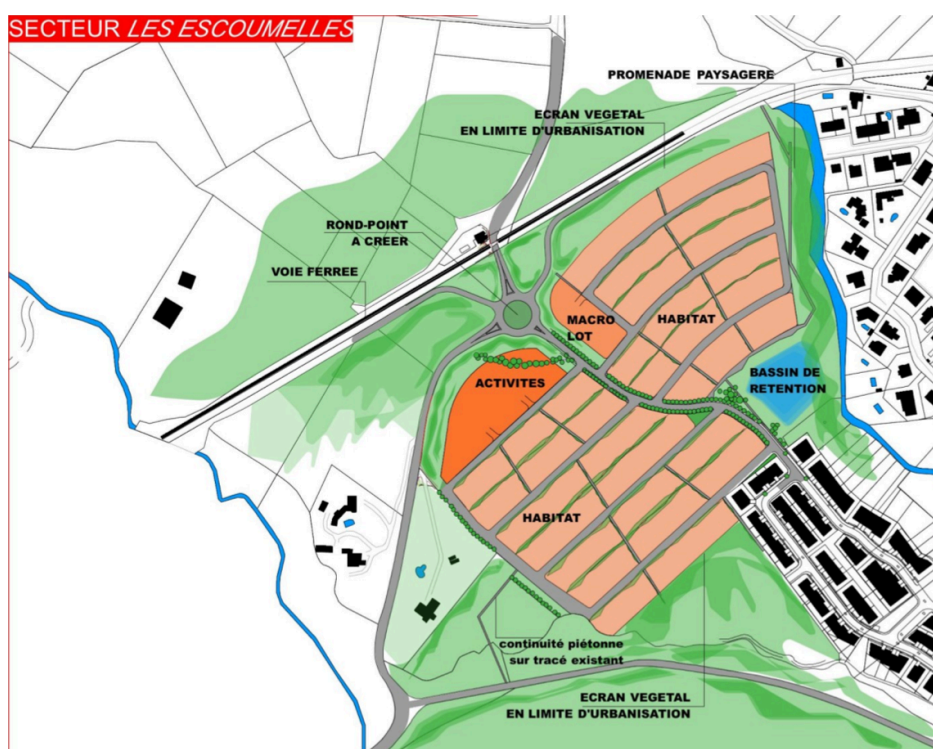 SECTEUR LES ESCOUMELLES
PROMENADE PAYSAGERE
ECRAN VEGETAL
EN LIMITE D'URBANISATION
ROND-POINT
A CREER
VOIE FERREE
MACRO
LOT
HABITAT
ACTIVITES
BASSIN DE
RETENTION
HABITAT
continuité piétonne
sur tracé existant
ECRAN VEGETAL
EN LIMITE D'URBANISATION